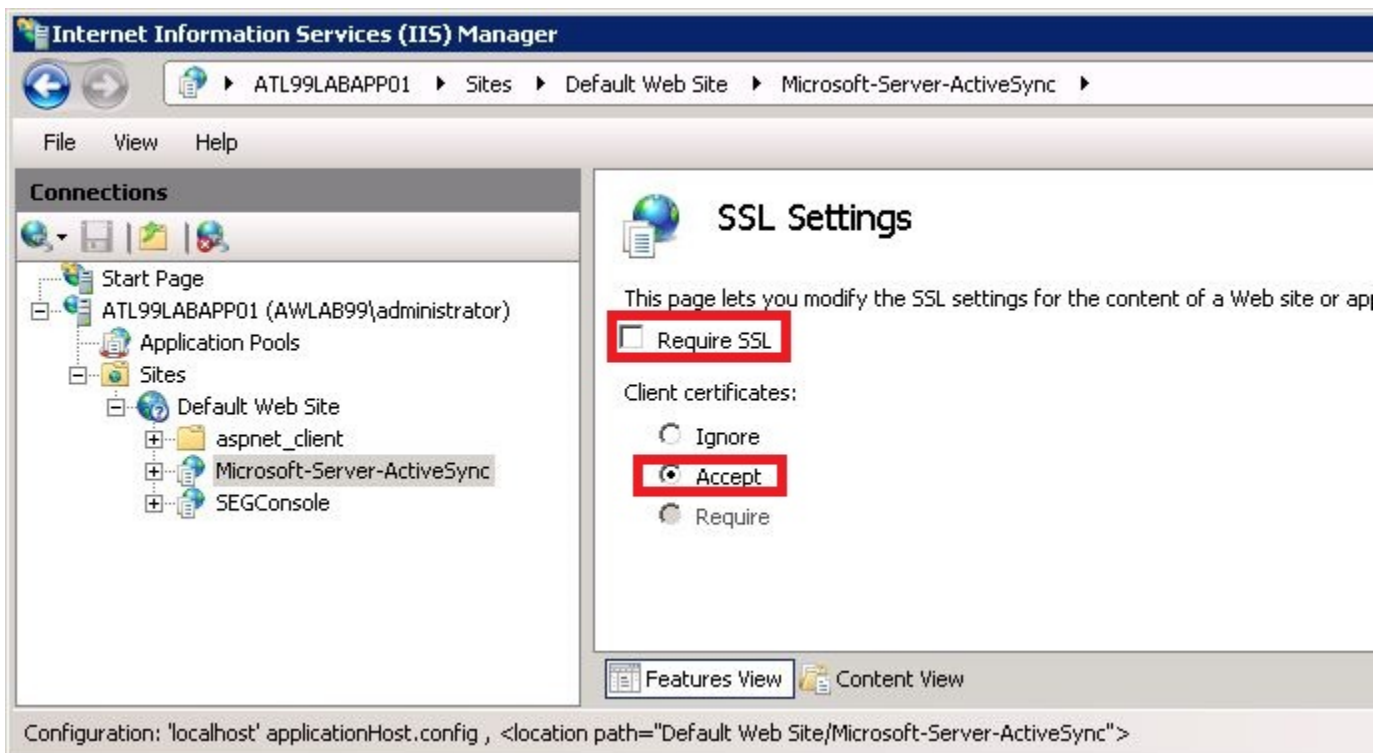 Internet Information Services (IIS) Manager
ATL99LABAPP01 Sites Default Web Site Microsoft-Server-ActiveSync
File View Help
Connections
Start Page
ATL99LABAPP01 (AWLAB99\administrator)
Application Pools
Sites
Default Web Site
aspnet_client
Microsoft-Server-ActiveSync
SEGConsole
SSL Settings
This page lets you modify the SSL settings for the content of a Web site or
Require SSL
Client certificates:
Ignore
Accept
Require
Features View Content View
Configuration: 'localhost' applicationHost.config , <location path="Default Web Site/Microsoft-Server-ActiveSync">